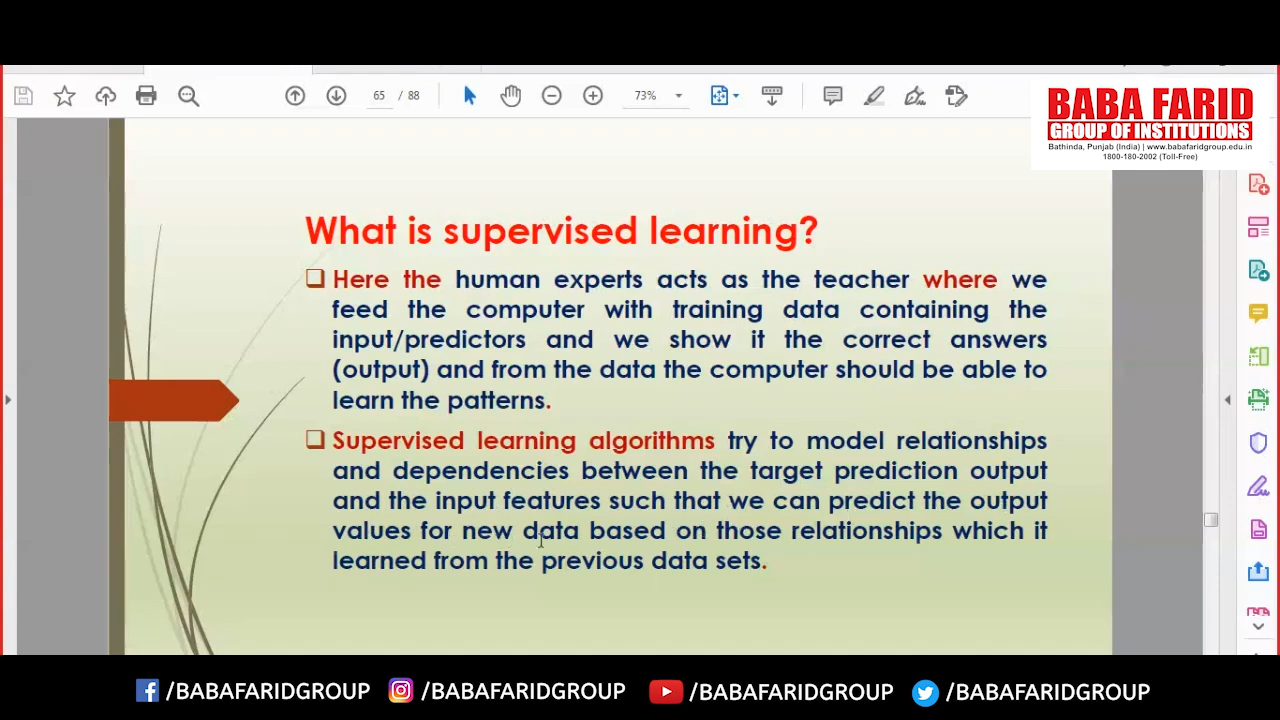 65 / 88
73%
BABA FARID
GROUP OF INSTITUTIONS
Bathinda, Punjab (India) | www.babafaridgroup.edu.in
1800-180-2002 (Toll-Free)
What is supervised learning?
Here the human experts acts as the teacher where we
feed the computer with training data containing the
input/predictors and we show it the correct answers
(output) and from the data the computer should be able to
learn the patterns.
Supervised learning algorithms try to model relationships
and dependencies between the target prediction output
and the input features such that we can predict the output
values for new data based on those relationships which it
learned from the previous data sets.
/BABAFARIDGROUP /BABAFARIDGROUP /BABAFARIDGROUP /BABAFARIDGROUP